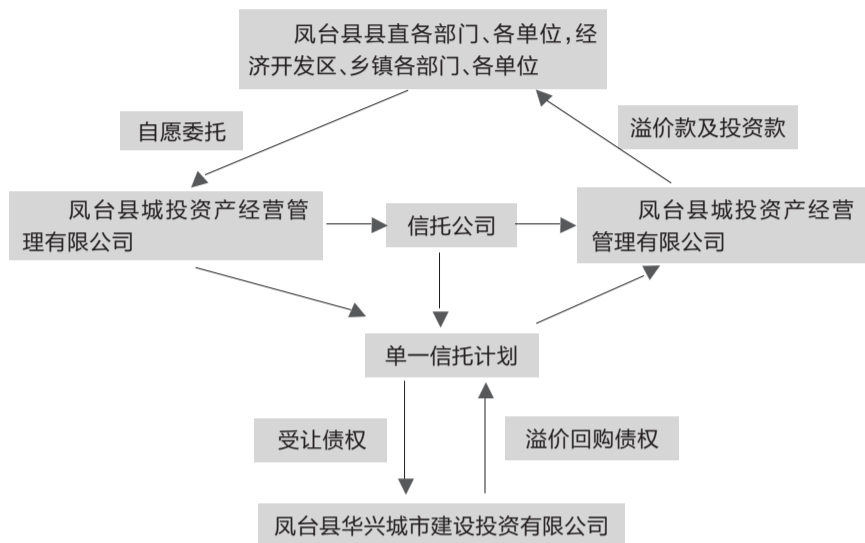 凤台县县直各部门、各单位,经
济开发区、乡镇各部门、各单位
自愿委托
溢价款及投资款
凤台县城投资产经营管
理有限公司
信托公司
凤台县城投资产经营
管理有限公司
单一信托计划
受让债权
溢价回购债权
凤台县华兴城市建设投资有限公司